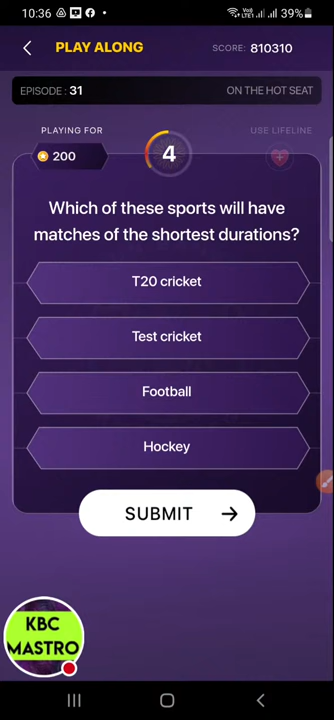 10:36
Vo)
LTE1
39%
PLAY ALONG
SCORE: 810310
EPISODE : 31
ON THE HOT SEAT
PLAYING FOR
USE LIFELINE
200
4
Which of these sports will have
matches of the shortest durations?
T20 cricket
Test cricket
Football
Hockey
SUBMIT
KBC
MASTRO